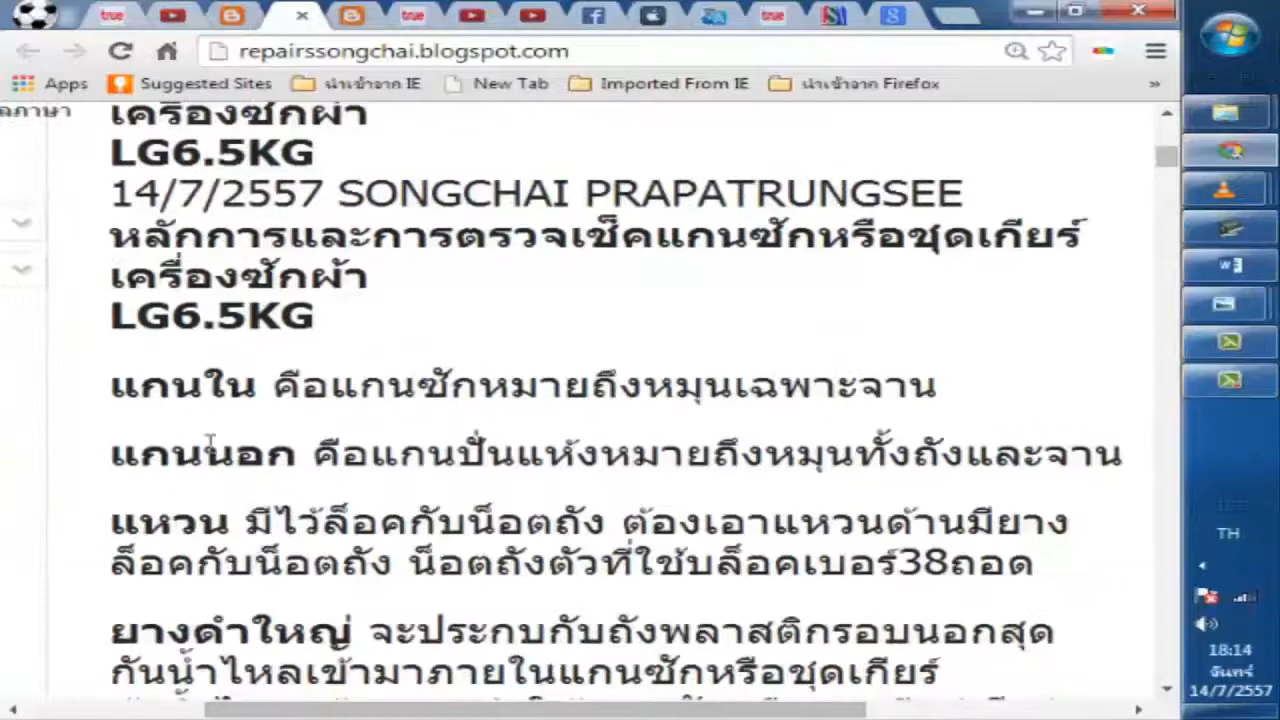 repairssongchai.blogspot.com
Apps
Suggested Sites
นำเข้าจาก IE
New Tab
Imported From IE
นำเข้าจาก Firefox
»
เครื่องซักผ้า
LG6.5KG
14/7/2557 SONGCHAI PRAPATRUNGSEE
หลักการและการตรวจเช็คแกนซักหรือชุดเกียร์
เครื่องซักผ้า
LG6.5KG
แกนใน คือแกนซักหมายถึงหมุนเฉพาะจาน
แกนนอก คือแกนปั่นแห้งหมายถึงหมุนทั้งถังและจาน
แหวน มีไว้ล็อคกับน็อตถัง ต้องเอาแหวนด้านมียาง
ล็อคกับน็อตถัง น็อตถังตัวที่ใช้บล็อคเบอร์38ถอด
ยางดำใหญ่ จะประกบกับถังพลาสติกรอบนอกสุด
กันน้ำไหลเข้ามาภายในแกนซักหรือชุดเกียร์
TH
18:14
จันทร์
14/7/2557